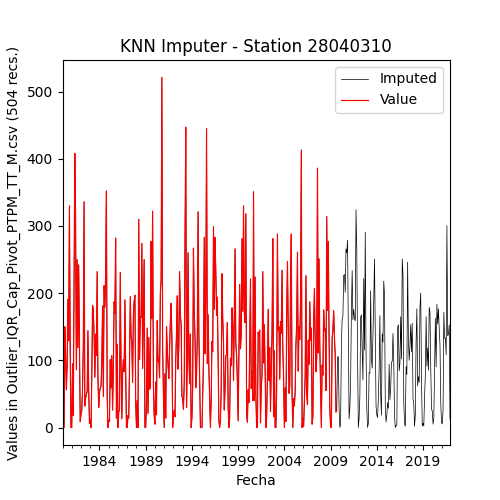 KNN Imputer - Station 28040310
Imputed
Value
Values in Outlier_IQR_Cap_Pivot_PTPM_TT_M.csv (504 recs.)
500
400
300
200
100
0
1984 1989 1994 1999 2004 2009 2014 2019
Fecha